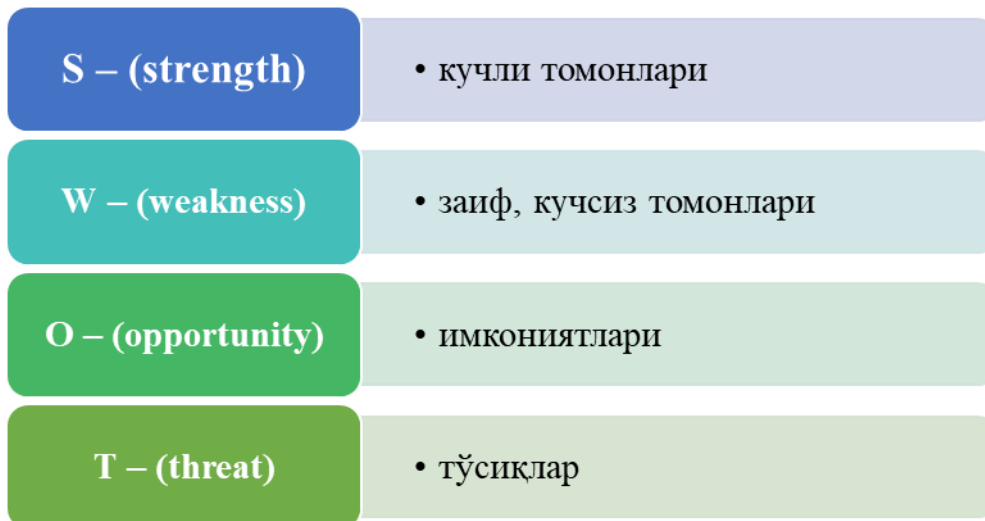 S – (strength)
• кучли томонлари
W – (weakness)
• заиф, кучсиз томонлари
O – (opportunity)
• имкониятлари
T – (threat)
• тўсиқлар